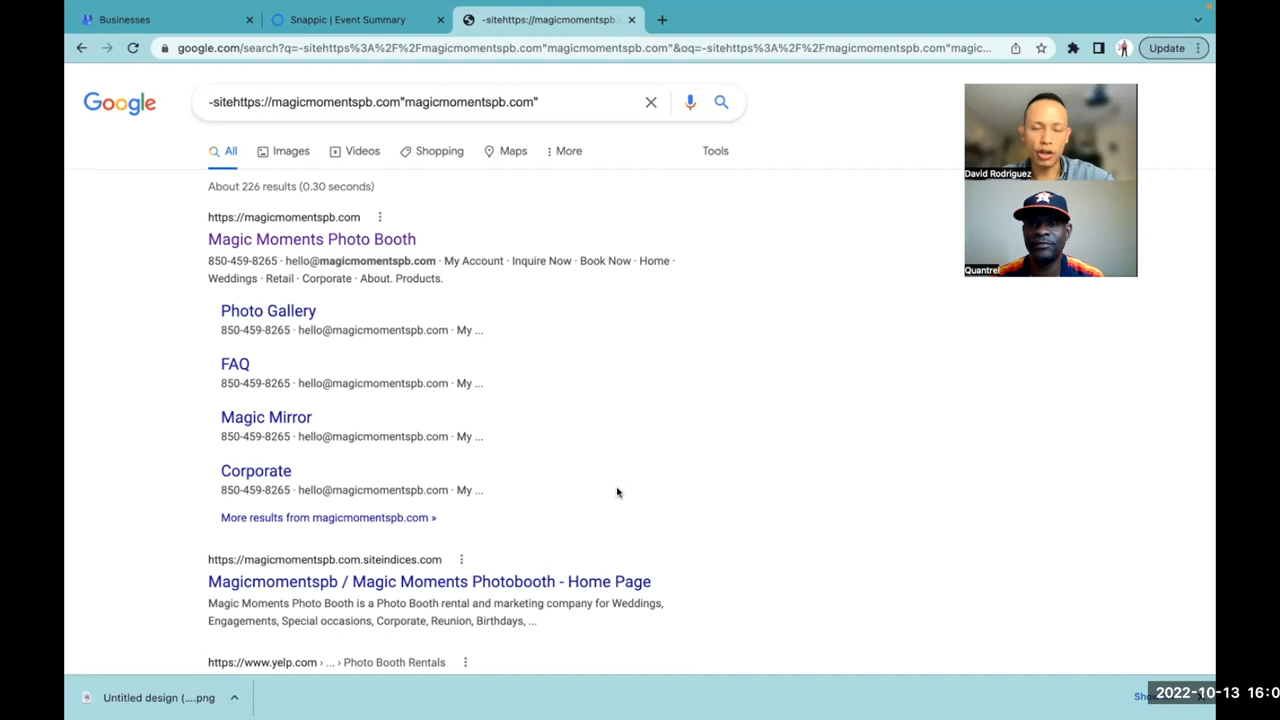 Businesses
Snappic | Event Summary
-sitehttps://magicmomentspb.
google.com/search?q=-sitehttps%3A%2F%2Fmagicmomentspb.com"magicmomentspb.com"&oq=-sitehttps%3A%2F%2Fmagicmomentspb.com"magic...
Update
Google
-sitehttps://magicmomentspb.com"magicmomentspb.com"
All
Images
Videos
Shopping
Maps
More
Tools
About 226 results (0.30 seconds)
https://magicmomentspb.com
Magic Moments Photo Booth
850-459-8265 · hello@magicmomentspb.com · My Account · Inquire Now · Book Now · Home ·
Weddings · Retail · Corporate · About. Products.
Photo Gallery
850-459-8265 · hello@magicmomentspb.com · My ...
FAQ
850-459-8265 · hello@magicmomentspb.com · My ...
Magic Mirror
850-459-8265 · hello@magicmomentspb.com · My ...
Corporate
850-459-8265 · hello@magicmomentspb.com · My ...
More results from magicmomentspb.com »
https://magicmomentspb.com.siteindices.com
Magicmomentspb / Magic Moments Photobooth - Home Page
Magic Moments Photo Booth is a Photo Booth rental and marketing company for Weddings,
Engagements, Special occasions, Corporate, Reunion, Birthdays, ...
https://www.yelp.com › ... › Photo Booth Rentals
David Rodriguez
Quantrel
Untitled design (....png
Sho
2022-10-13 16:0